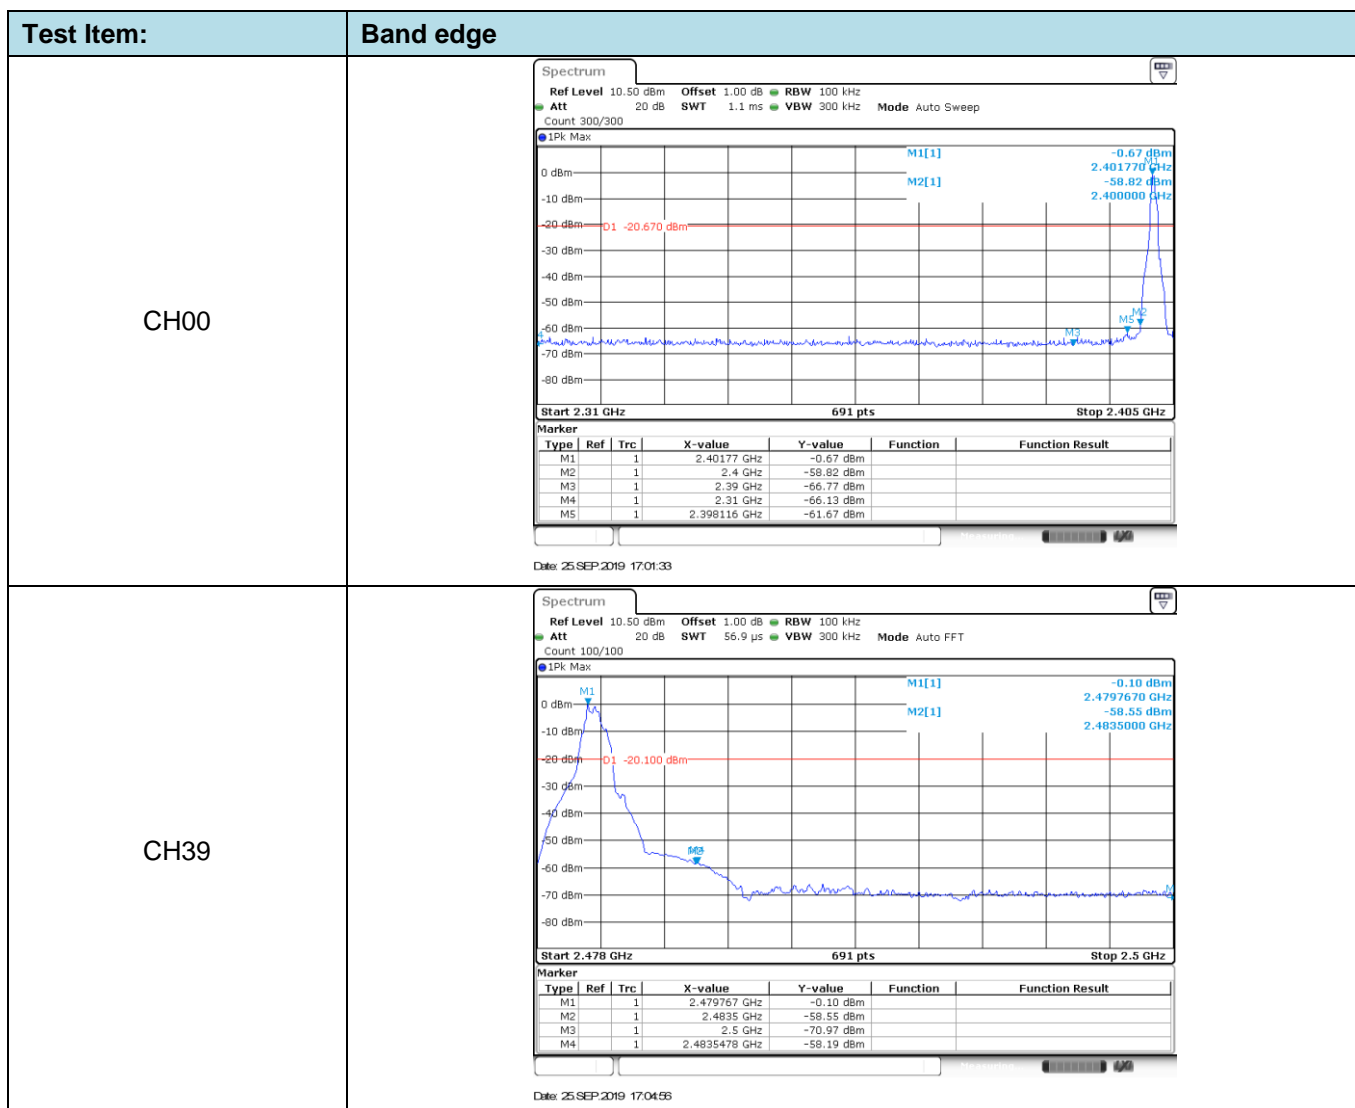 Test Item: Band edge
CH00
Spectrum
Ref Level 10.50 dBm Offset 1.00 dB RBW 100 kHz
Att 20 dB SWT 1.1 ms VBW 300 kHz Mode Auto Sweep
Count 300/300
1Pk Max
M1[1] -0.67 dBm
2.401770 GHz
M2[1] -58.82 dBm
2.400000 GHz
M1
0 dBm
-10 dBm
-20 dBm
D1 -20.670 dBm
-30 dBm
-40 dBm
-50 dBm
M2
M5
-60 dBm
M3
4
-70 dBm
-80 dBm
Start 2.31 GHz 691 pts Stop 2.405 GHz
Marker
Type Ref Trc X-value Y-value Function Function Result
M1 1 2.40177 GHz -0.67 dBm
M2 1 2.4 GHz -58.82 dBm
M3 1 2.39 GHz -66.77 dBm
M4 1 2.31 GHz -66.13 dBm
M5 1 2.398116 GHz -61.67 dBm
Measuring
Date: 25.SEP.2019 17:01:33
CH39
Spectrum
Ref Level 10.50 dBm Offset 1.00 dB RBW 100 kHz
Att 20 dB SWT 56.9 µs VBW 300 kHz Mode Auto FFT
Count 100/100
1Pk Max
M1[1] -0.10 dBm
2.4797670 GHz
M2[1] -58.55 dBm
2.4835000 GHz
M1
0 dBm
-10 dBm
-20 dBm
D1 -20.100 dBm
-30 dBm
-40 dBm
-50 dBm
-60 dBm
-70 dBm
-80 dBm
Start 2.478 GHz 691 pts Stop 2.5 GHz
Marker
Type Ref Trc X-value Y-value Function Function Result
M1 1 2.479767 GHz -0.10 dBm
M2 1 2.4835 GHz -58.55 dBm
M3 1 2.5 GHz -70.97 dBm
M4 1 2.4835478 GHz -58.19 dBm
Measuring
Date: 25.SEP.2019 17:04:56